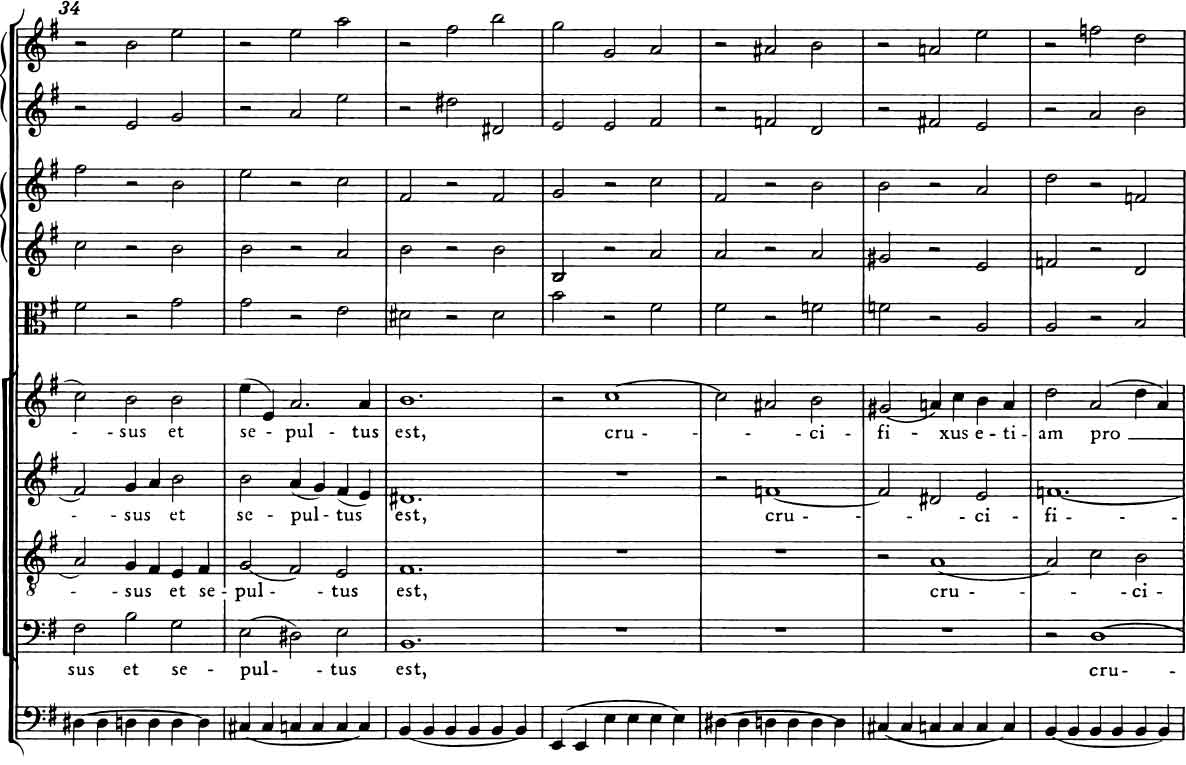 34
- - sus et se - pul - tus est, cru - - - ci - fi - xus e - ti - am pro
- - sus et se - pul - tus est, cru - - - ci - fi - -
8
- - sus et se - pul - - tus est, cru - - - ci -
sus et se - pul - - tus est, cru - -